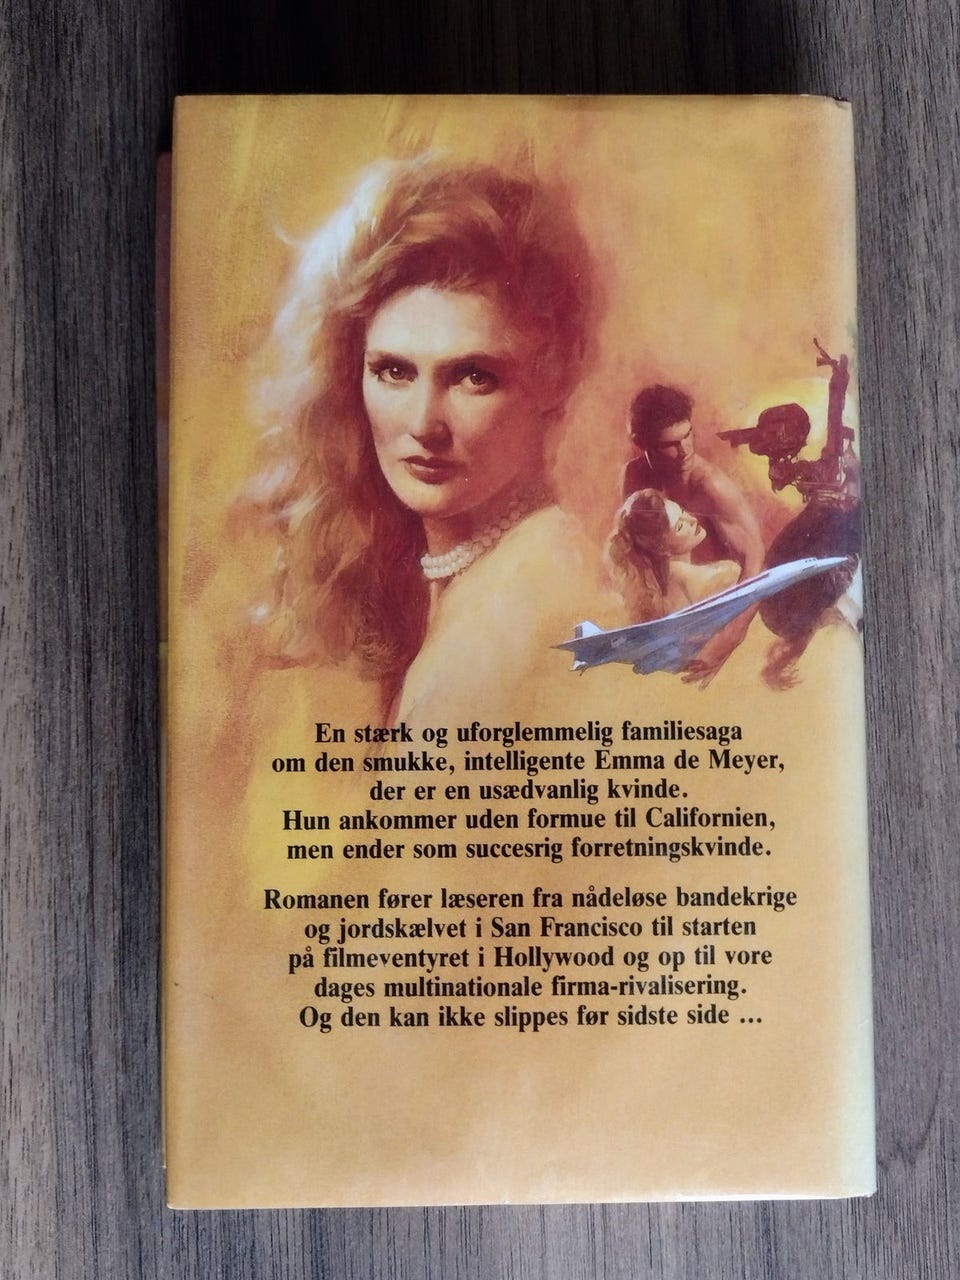 En stærk og uforglemmelig familiesaga
om den smukke, intelligente Emma de Meyer,
der er en usædvanlig kvinde.
Hun ankommer uden formue til Californien,
men ender som succesrig forretningskvinde.
Romanen fører læseren fra nådeløse bandekrige
og jordskælvet i San Francisco til starten
på filmeventyret i Hollywood og op til vore
dages multinationale firma-rivalisering.
Og den kan ikke slippes før sidste side ...